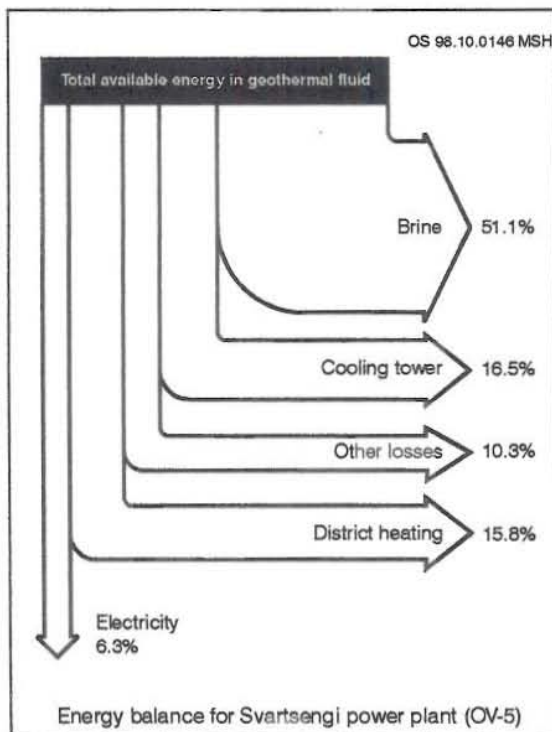 OS 98.10.0146 MSH
Total available energy in geothermal fluid
Brine 51.1%
Cooling tower 16.5%
Other losses 10.3%
District heating 15.8%
Electricity
6.3%
Energy balance for Svartsengi power plant (OV-5)